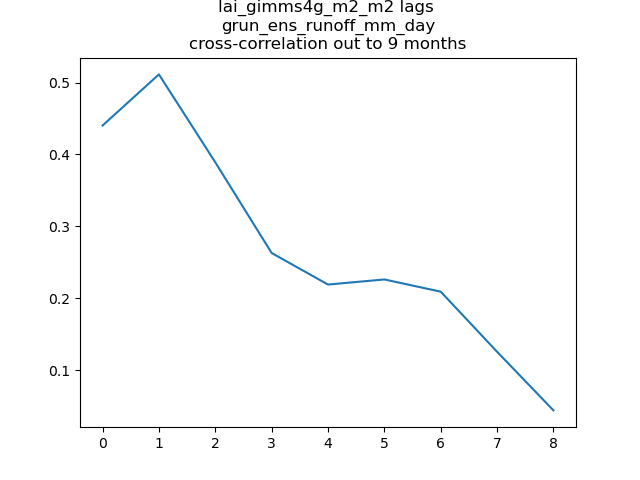 lai_gimms4g_m2_m2 lags
grun_ens_runoff_mm_day
cross-correlation out to 9 months
0.5
0.4
0.3
0.2
0.1
0 1 2 3 4 5 6 7 8